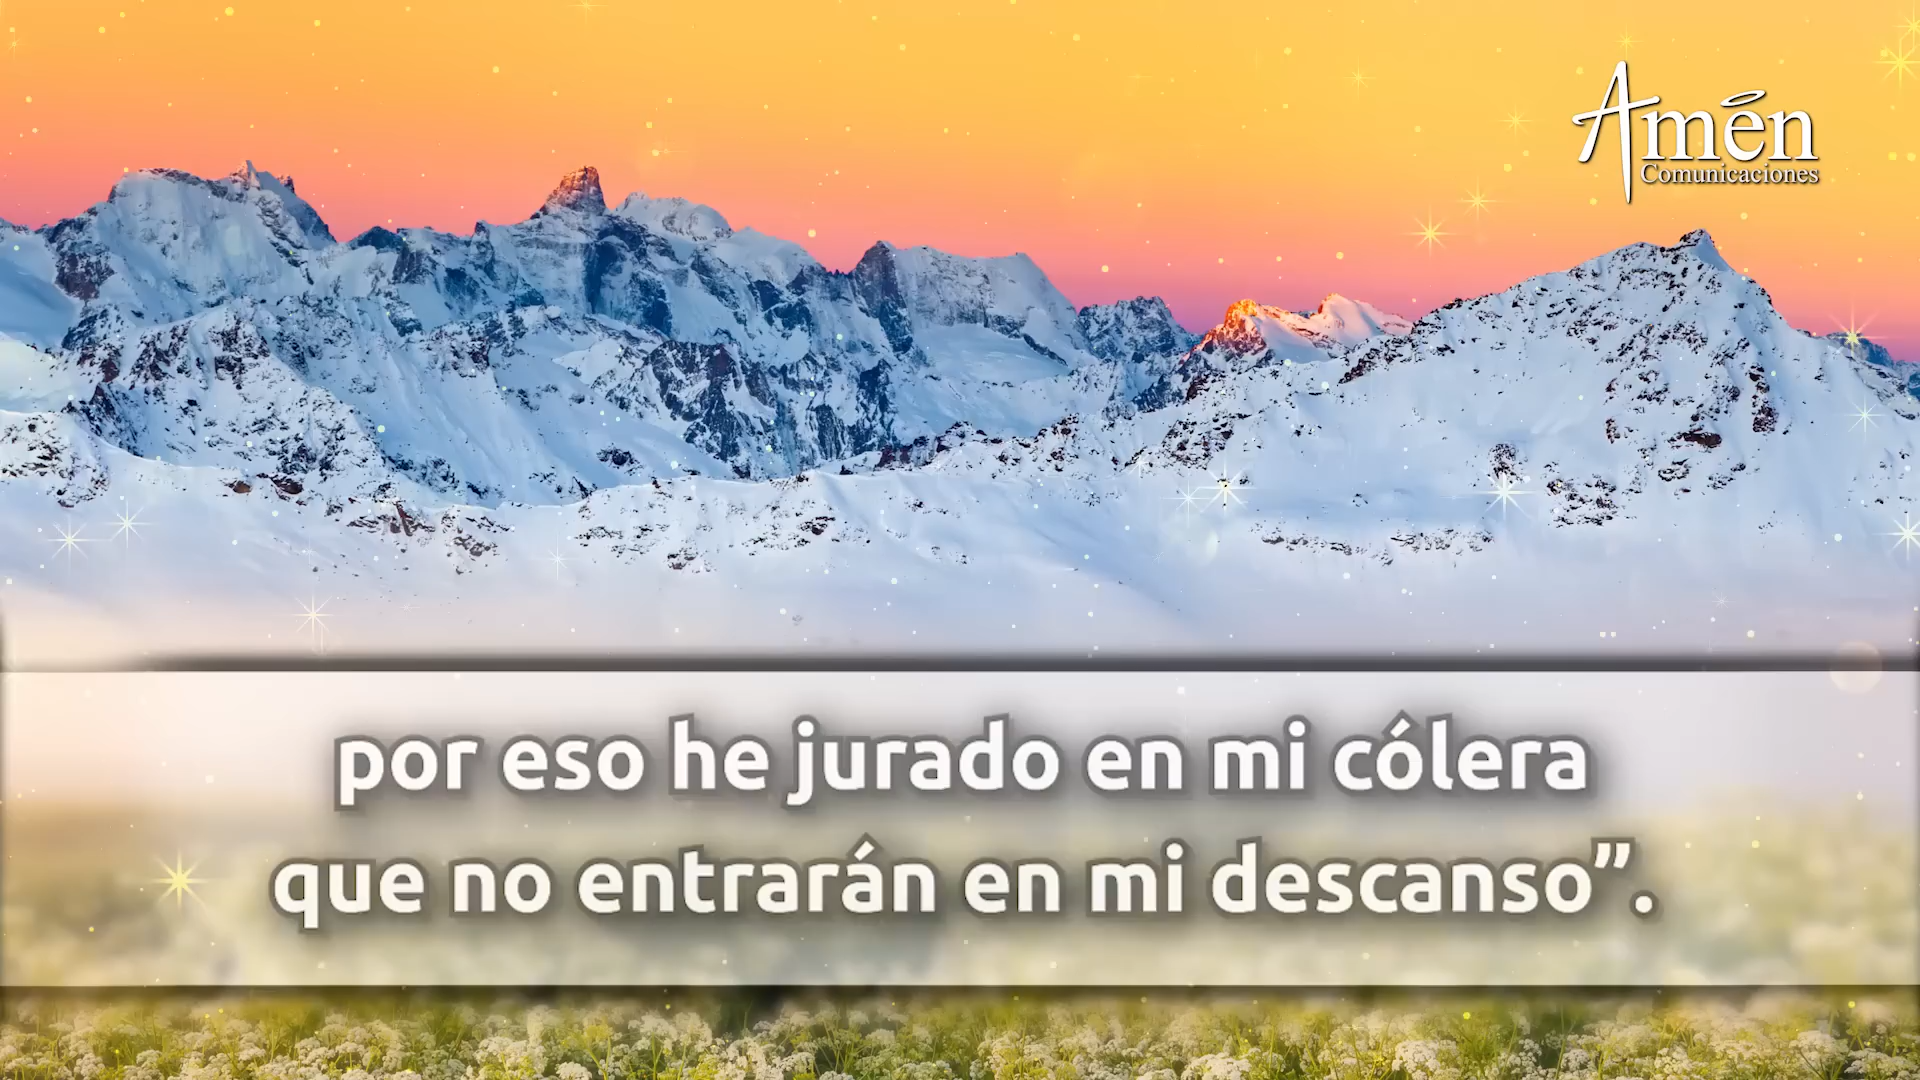 Amén
Comunicaciones
por eso he jurado en mi cólera
que no entrarán en mi descanso”.